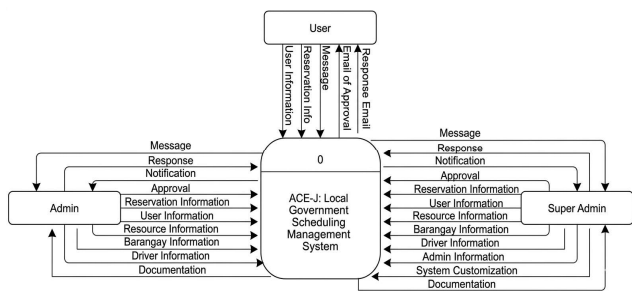 User
User Information
Reservation Info
Message
Email of Approval
Response Email
Message
Response
Notification
Approval
Reservation Information
User Information
Resource Information
Barangay Information
Driver Information
Documentation
Admin
0
ACE-J: Local
Government
Scheduling
Management
System
Message
Response
Notification
Approval
Reservation Information
User Information
Resource Information
Barangay Information
Driver Information
Admin Information
System Customization
Documentation
Super Admin